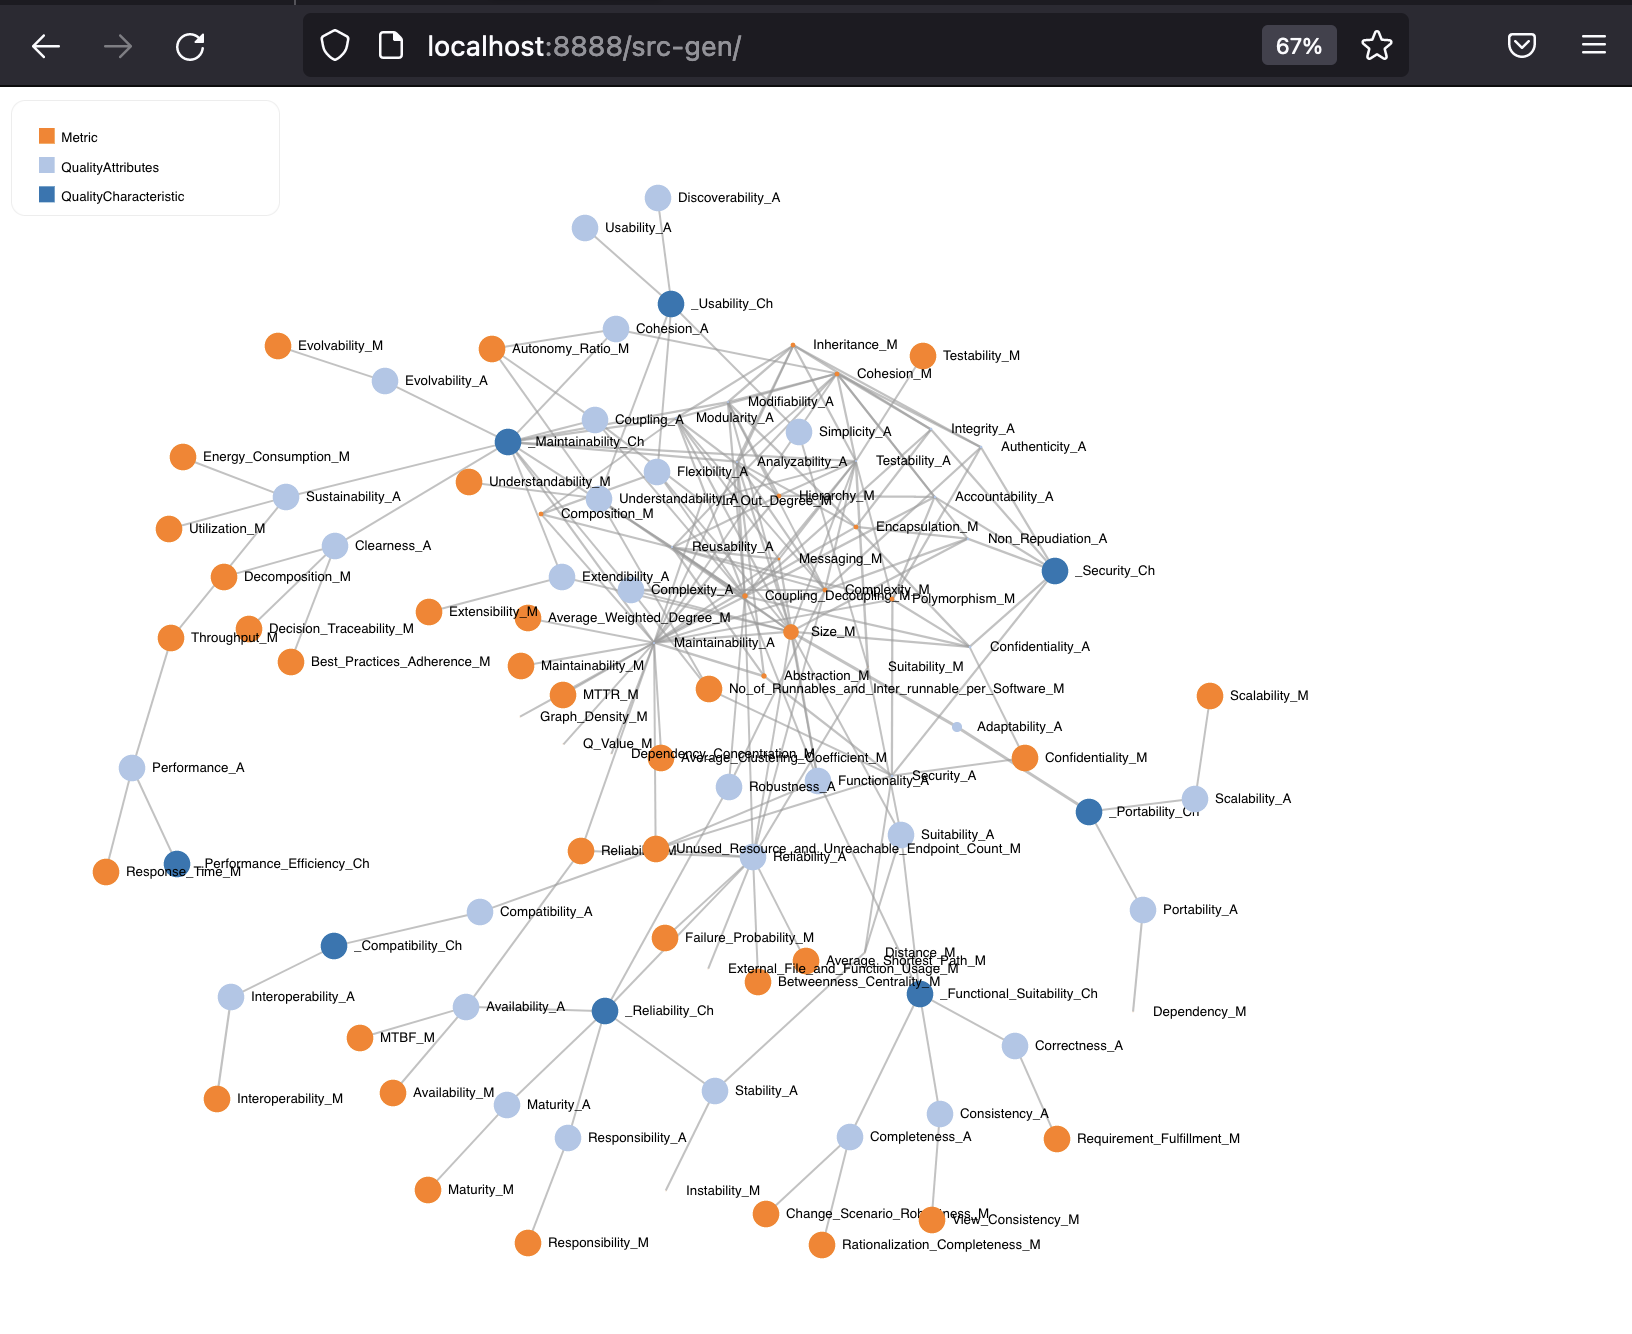 localhost:8888/src-gen/
67%
Metric
QualityAttributes
QualityCharacteristic
Discoverability_A
Usability_A
_Usability_Ch
Cohesion_A
Evolvability_M
Autonomy_Ratio_M
Inheritance_M
Testability_M
Cohesion_M
Evolvability_A
Modifiability_A
Coupling_A
Modularity_A
Integrity_A
Simplicity_A
_Maintainability_Ch
Authenticity_A
Energy_Consumption_M
Analyzability_A
Testability_A
Flexibility_A
Understandability_M
Sustainability_A
Understandability_A
In_Out_Degree_M
Hierarchy_M
Accountability_A
Composition_M
Utilization_M
Encapsulation_M
Non_Repudiation_A
Clearness_A
Reusability_A
Messaging_M
_Security_Ch
Decomposition_M
Extendibility_A
Complexity_A
Coupling_Decoupling_M
Complexity_M
Polymorphism_M
Extensibility_M
Average_Weighted_Degree_M
Decision_Traceability_M
Throughput_M
Size_M
Maintainability_A
Confidentiality_A
Best_Practices_Adherence_M
Maintainability_M
Suitability_M
Abstraction_M
No_of_Runnables_and_Inter_runnable_per_Software_M
MTTR_M
Scalability_M
Graph_Density_M
Adaptability_A
Q_Value_M
Dependency_Concentration_M
Average_Clustering_Coefficient_M
Confidentiality_M
Performance_A
Security_A
Functionality_A
Robustness_A
Scalability_A
_Portability_Ch
Suitability_A
Reliability_M
Unused_Resource_and_Unreachable_Endpoint_Count_M
Reliability_A
_Performance_Efficiency_Ch
Response_Time_M
Compatibility_A
Portability_A
Failure_Probability_M
_Compatibility_Ch
Distance_M
Average_Shortest_Path_M
External_File_and_Function_Usage_M
Betweenness_Centrality_M
_Functional_Suitability_Ch
Interoperability_A
Availability_A
_Reliability_Ch
Dependency_M
MTBF_M
Correctness_A
Stability_A
Availability_M
Interoperability_M
Maturity_A
Consistency_A
Responsibility_A
Completeness_A
Requirement_Fulfillment_M
Maturity_M
Instability_M
Change_Scenario_Robustness_M
View_Consistency_M
Responsibility_M
Rationalization_Completeness_M